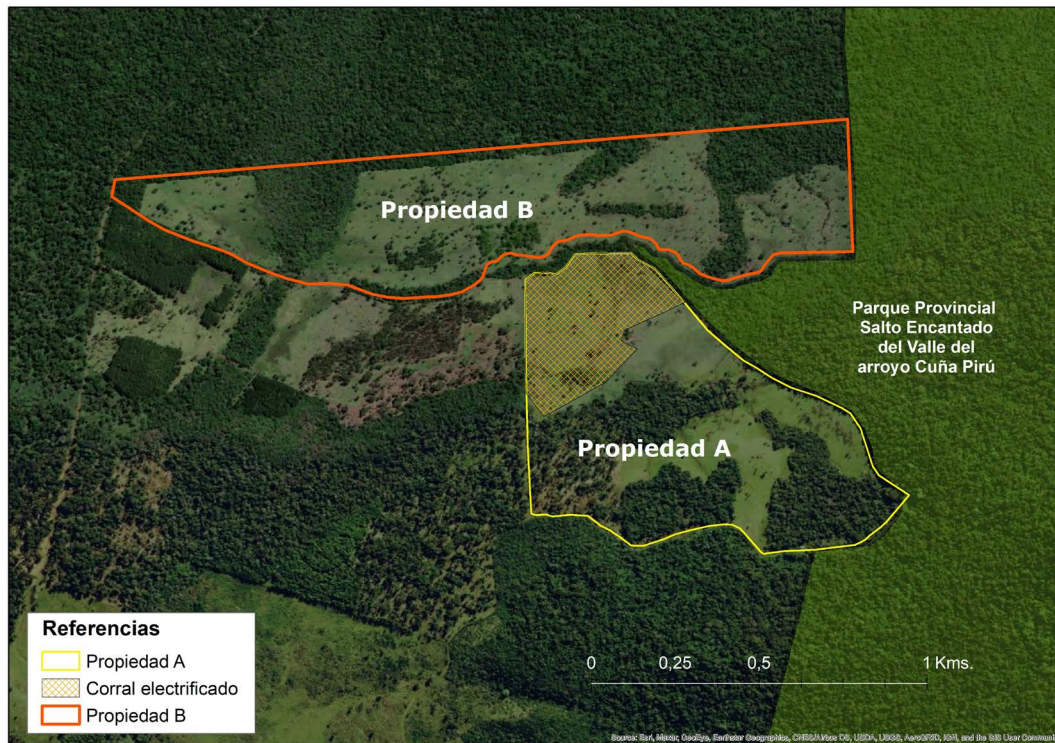 Propiedad B
Parque Provincial
Salto Encantado
del Valle del
arroyo Cuña Pirú
Propiedad A
Referencias
Propiedad A
Corral electrificado
Propiedad B
0 0,25 0,5 1 Kms.
Source: Esri, Maxar, GeoEye, Earthstar Geographics, CNES/Airbus DS, USDA, USGS, AeroGRID, IGN, and the GIS User Communi